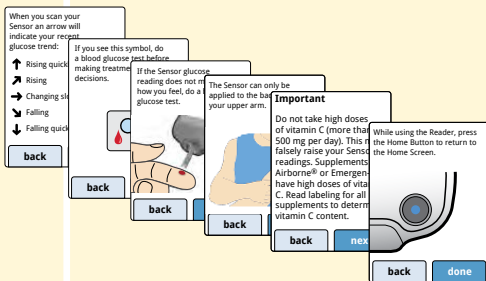 When you scan your
Sensor an arrow will
indicate your recent
glucose trend:
Rising
Rising
Changing
Falling
Falling
back
If you see this symbol, do
a blood glucose test before
making
decisions.
back
If the Sensor glucose
reading does not
how you feel, do a
glucose test.
back
The Sensor can only be
applied to the
your upper arm.
back
Important
Do not take high doses
of vitamin C (more
500 mg per day). This
falsely raise your
readings. Supplements
Airborne® or
have high doses of
C. Read labeling for all
supplements to
vitamin C content.
back
While using the Reader, press
the Home Button to return to
the Home Screen.
back
done